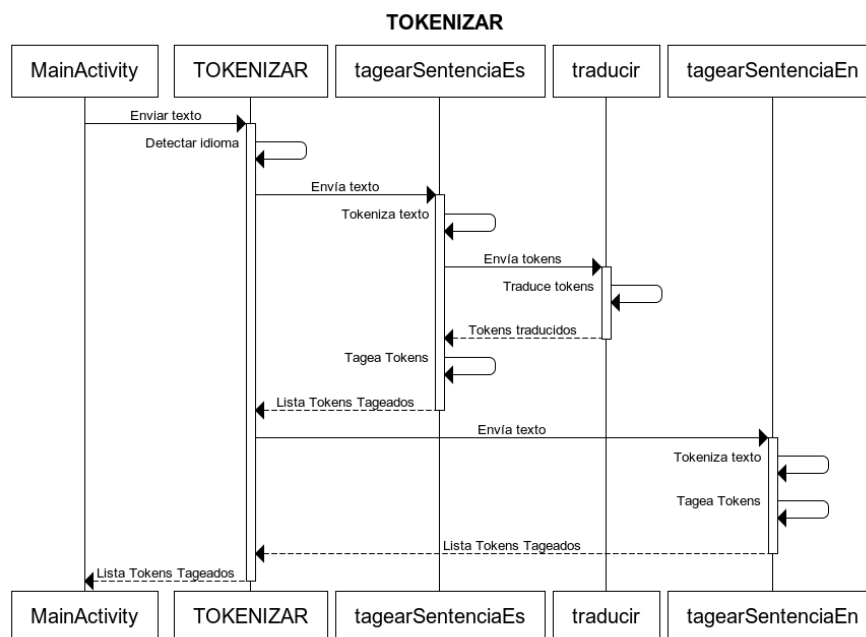 TOKENIZAR
MainActivity
TOKENIZAR
tagearSentenciaEs
traducir
tagearSentenciaEn
Enviar texto
Detectar idioma
Envía texto
Tokeniza texto
Envía tokens
Traduce tokens
Tokens traducidos
Tagea Tokens
Lista Tokens Tageados
Envía texto
Tokeniza texto
Tagea Tokens
Lista Tokens Tageados
Lista Tokens Tageados
MainActivity
TOKENIZAR
tagearSentenciaEs
traducir
tagearSentenciaEn